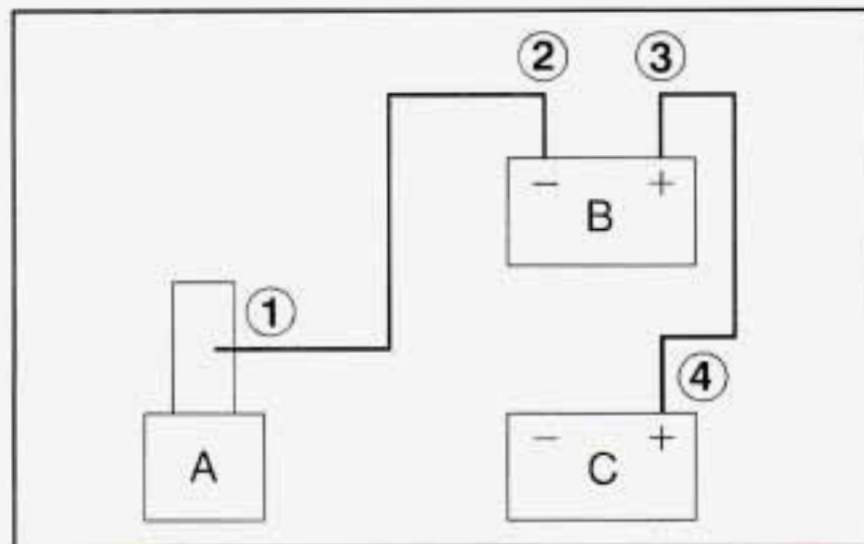 ② ③
− +
B
①
④
− +
A C